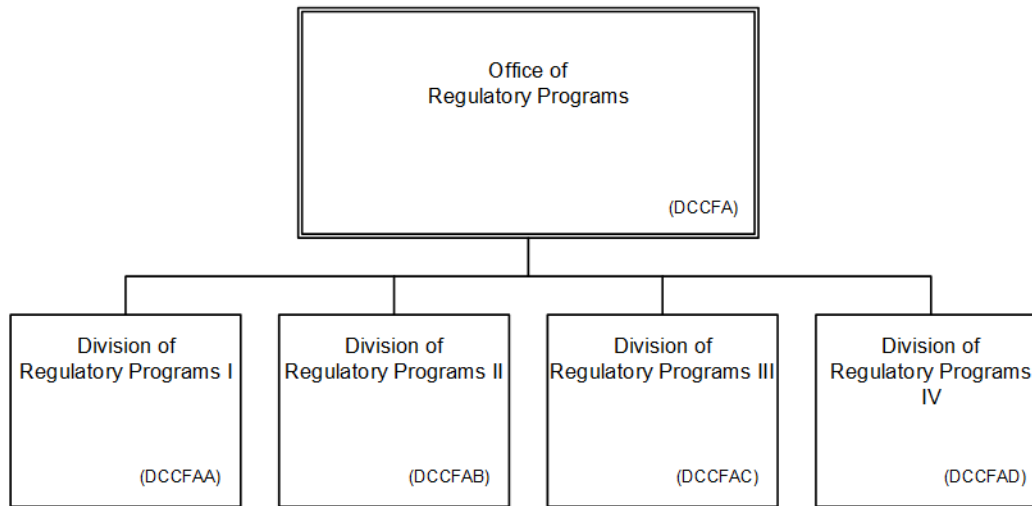 Office of
Regulatory Programs
(DCCFA)
Division of
Regulatory Programs I
(DCCFAA)
Division of
Regulatory Programs II
(DCCFAB)
Division of
Regulatory Programs III
(DCCFAC)
Division of
Regulatory Programs
IV
(DCCFAD)